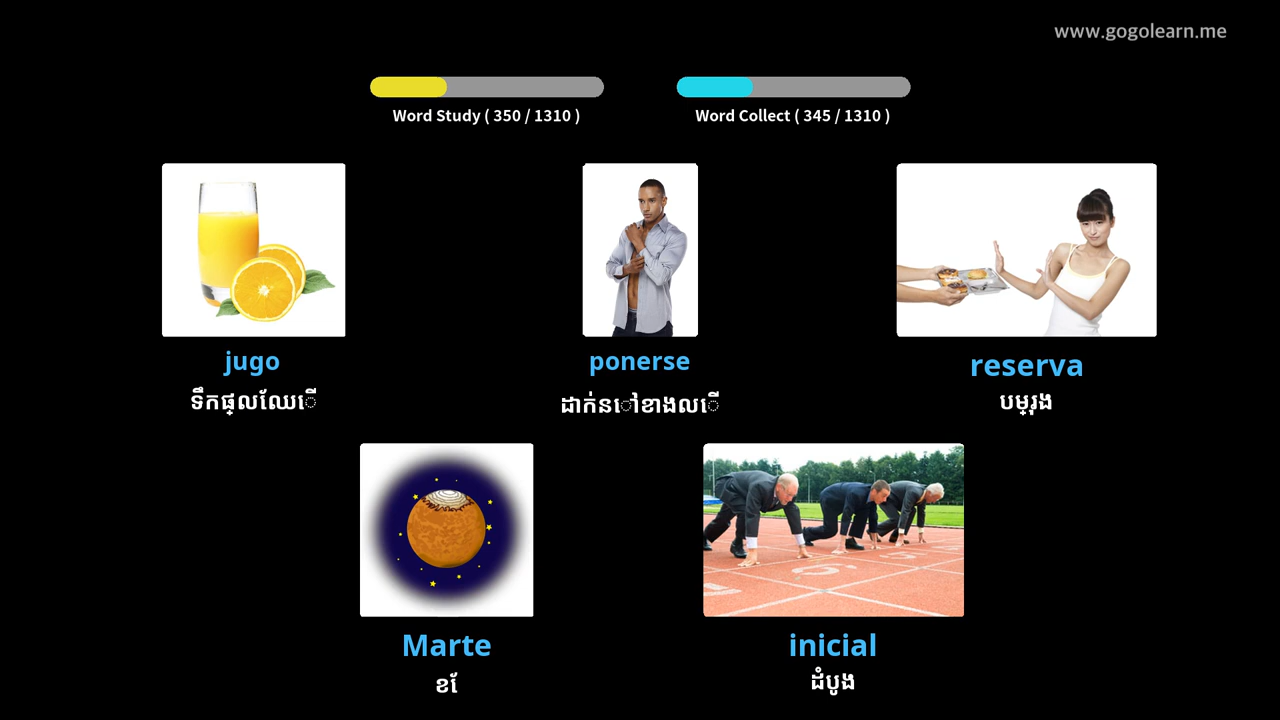 www.gogolearn.me
Word Study ( 350 / 1310 )
Word Collect ( 345 / 1310 )
jugo
ponerse
reserva
ទឹកផ្លែឈើ
ដាក់នៅខាងលើ
បម្រុង
Marte
inicial
ខែ
ដំបូង